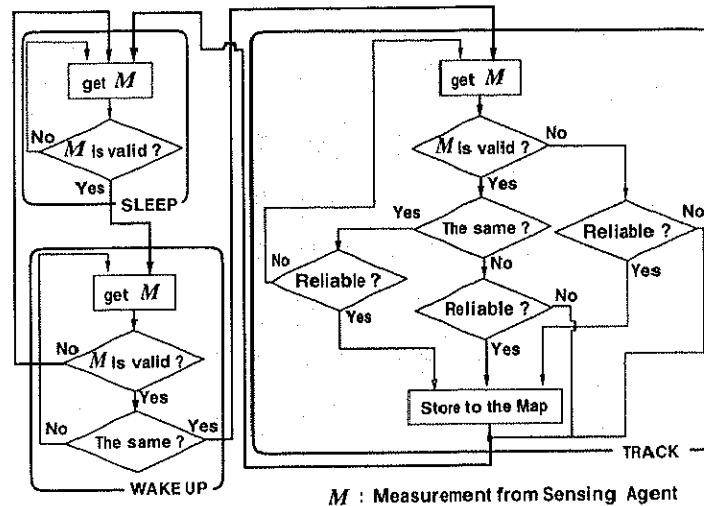 get M
M is valid ?
No
Yes
SLEEP
get M
M is valid ?
No
Yes
The same ?
No
Yes
WAKE UP
get M
M is valid ?
No
Yes
The same ?
Yes
No
Reliable ?
No
Yes
Reliable ?
No
Yes
Reliable ?
No
Yes
Store to the Map
TRACK
M : Measurement from Sensing Agent